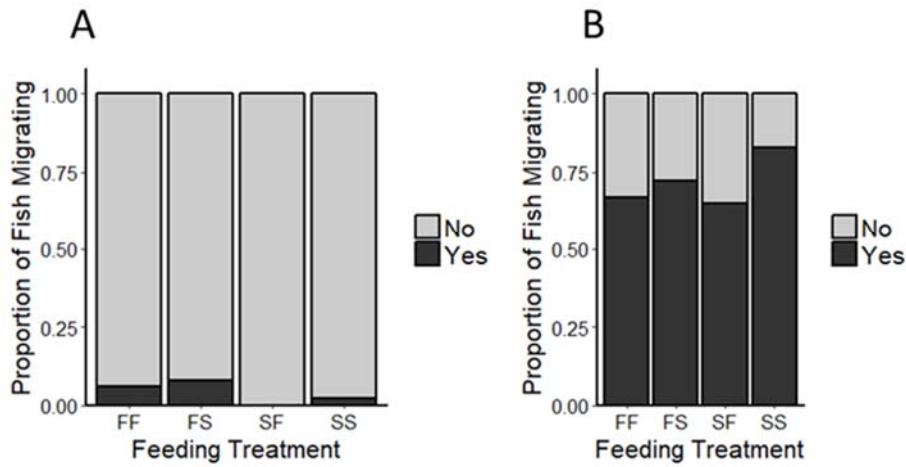 A
Proportion of Fish Migrating
1.00
0.75
0.50
0.25
0.00
FF FS SF SS
Feeding Treatment
No
Yes
B
Proportion of Fish Migrating
1.00
0.75
0.50
0.25
0.00
FF FS SF SS
Feeding Treatment
No
Yes